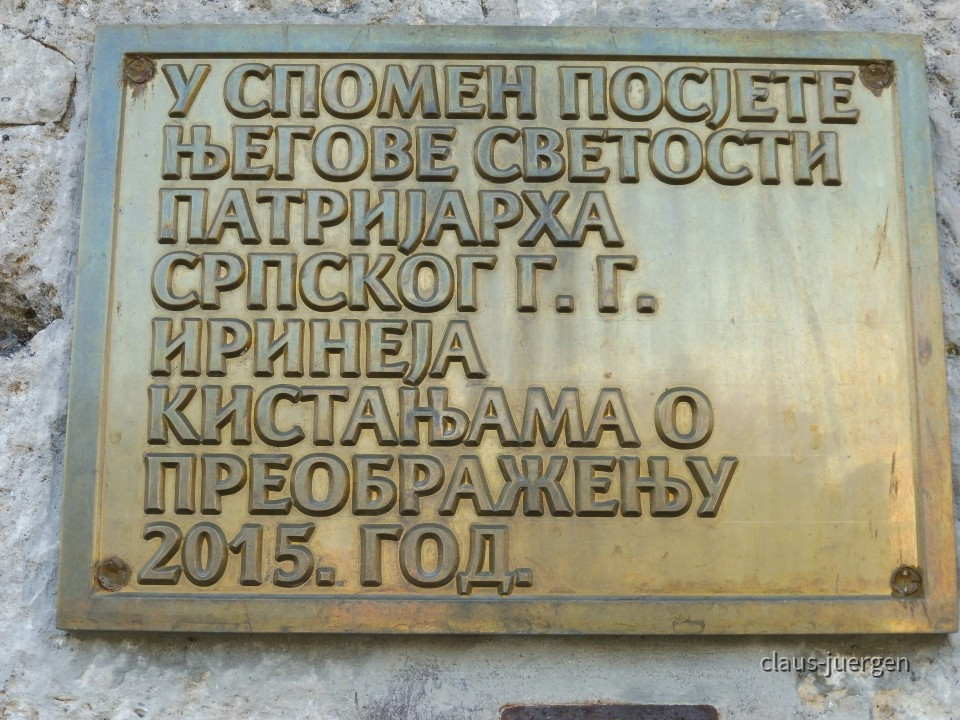 У СПОМЕН ПОСЈЕТЕ
ЊЕГОВЕ СВЕТОСТИ
ПАТРИЈАРХА
СРПСКОГ Г. Г.
ИРИНЕЈА
КИСТАЊАМА О
ПРЕОБРАЖЕЊУ
2015. ГОД.
claus-juergen